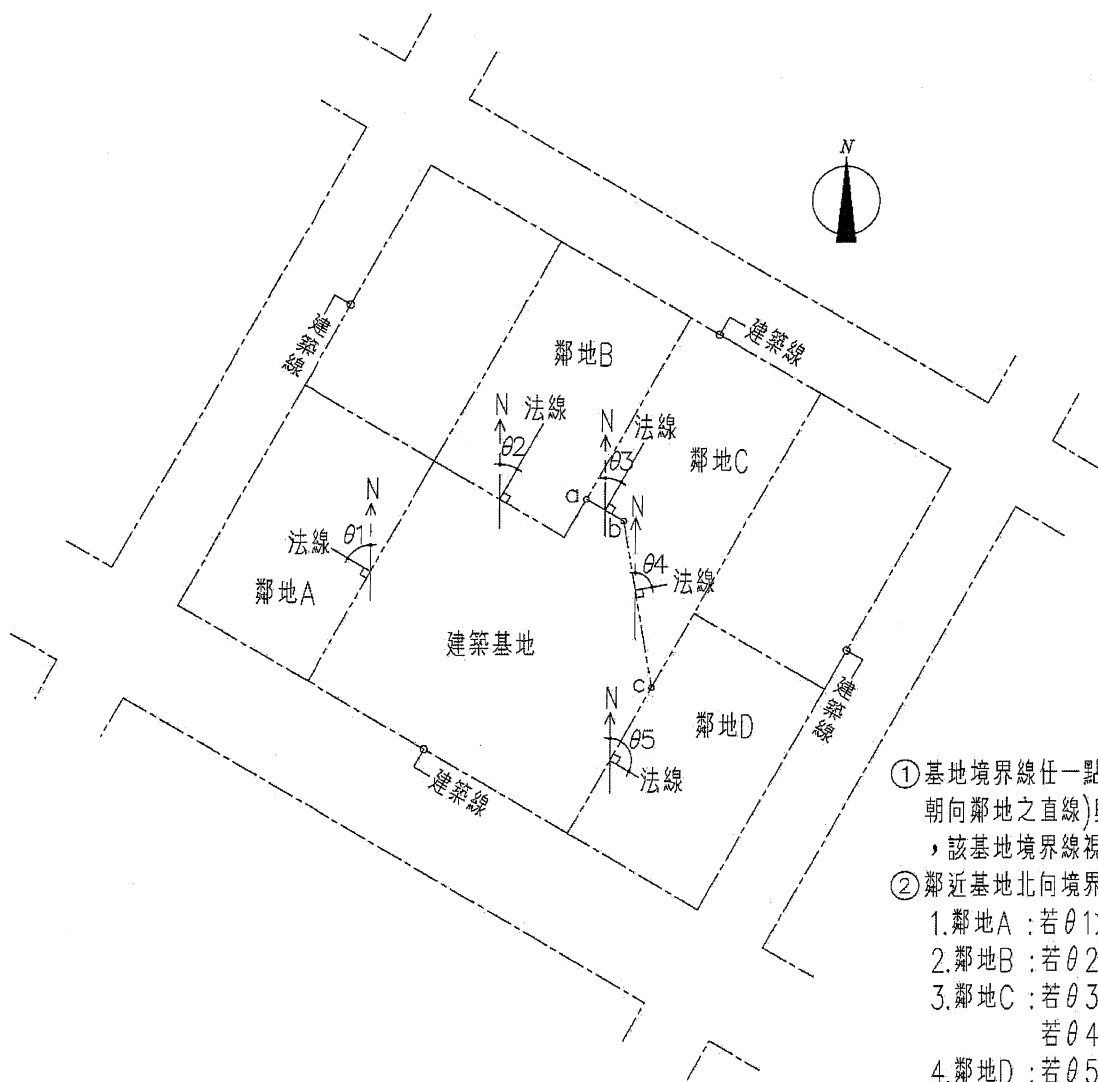 N
建築線
建築線
鄰地B
N
法線
θ2
N
法線
θ3
鄰地C
a
b
N
θ1
法線
鄰地A
N
θ4
法線
建築基地
c
N
鄰地D
θ5
法線
建築線
建築線
①基地境界線任一點
朝向鄰地之直線)與
，該基地境界線視
②鄰近基地北向境界
1.鄰地A：若θ1
2.鄰地B：若θ2
3.鄰地C：若θ3
若θ4
4.鄰地D：若θ5